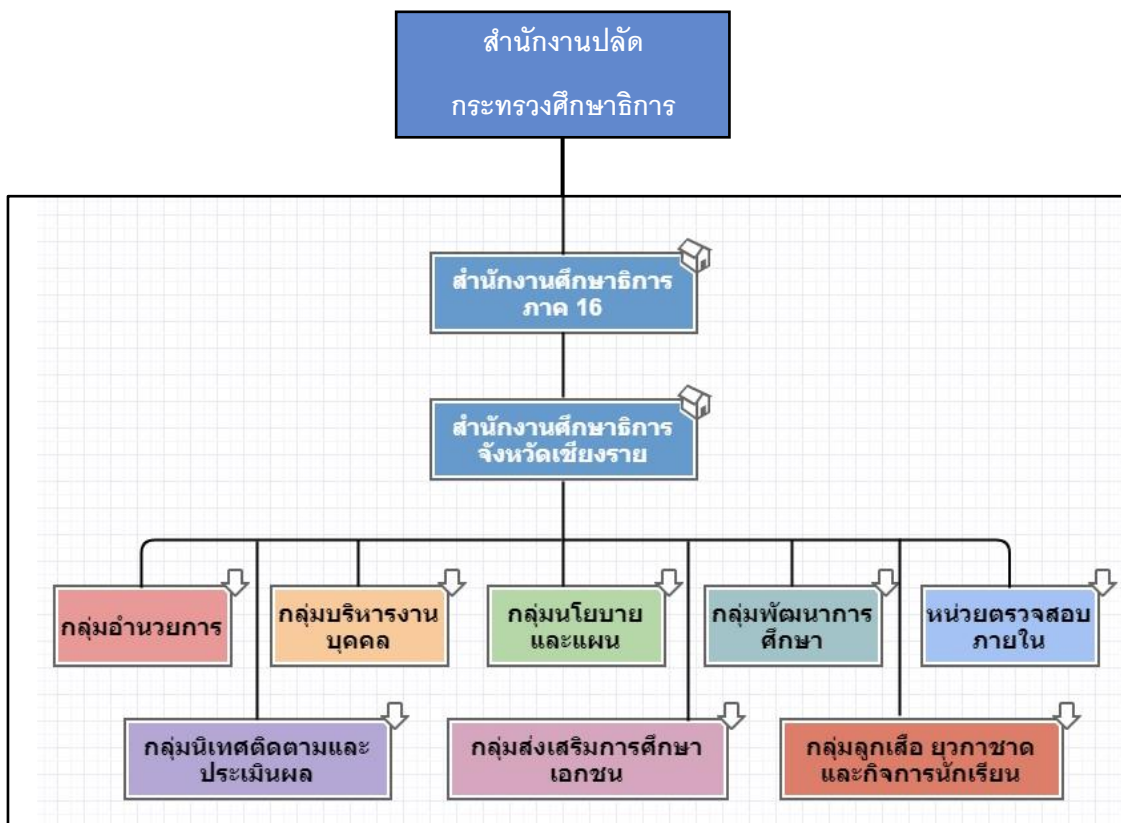 สำนักงานปลัด
กระทรวงศึกษาธิการ
สำนักงานศึกษาธิการ
ภาค 16
สำนักงานศึกษาธิการ
จังหวัดเชียงราย
กลุ่มอำนวยการ
กลุ่มบริหารงาน
บุคคล
กลุ่มนโยบาย
และแผน
กลุ่มพัฒนาการ
ศึกษา
หน่วยตรวจสอบ
ภายใน
กลุ่มนิเทศติดตามและ
ประเมินผล
กลุ่มส่งเสริมการศึกษา
เอกชน
กลุ่มลูกเสือ ยุวกาชาด
และกิจการนักเรียน